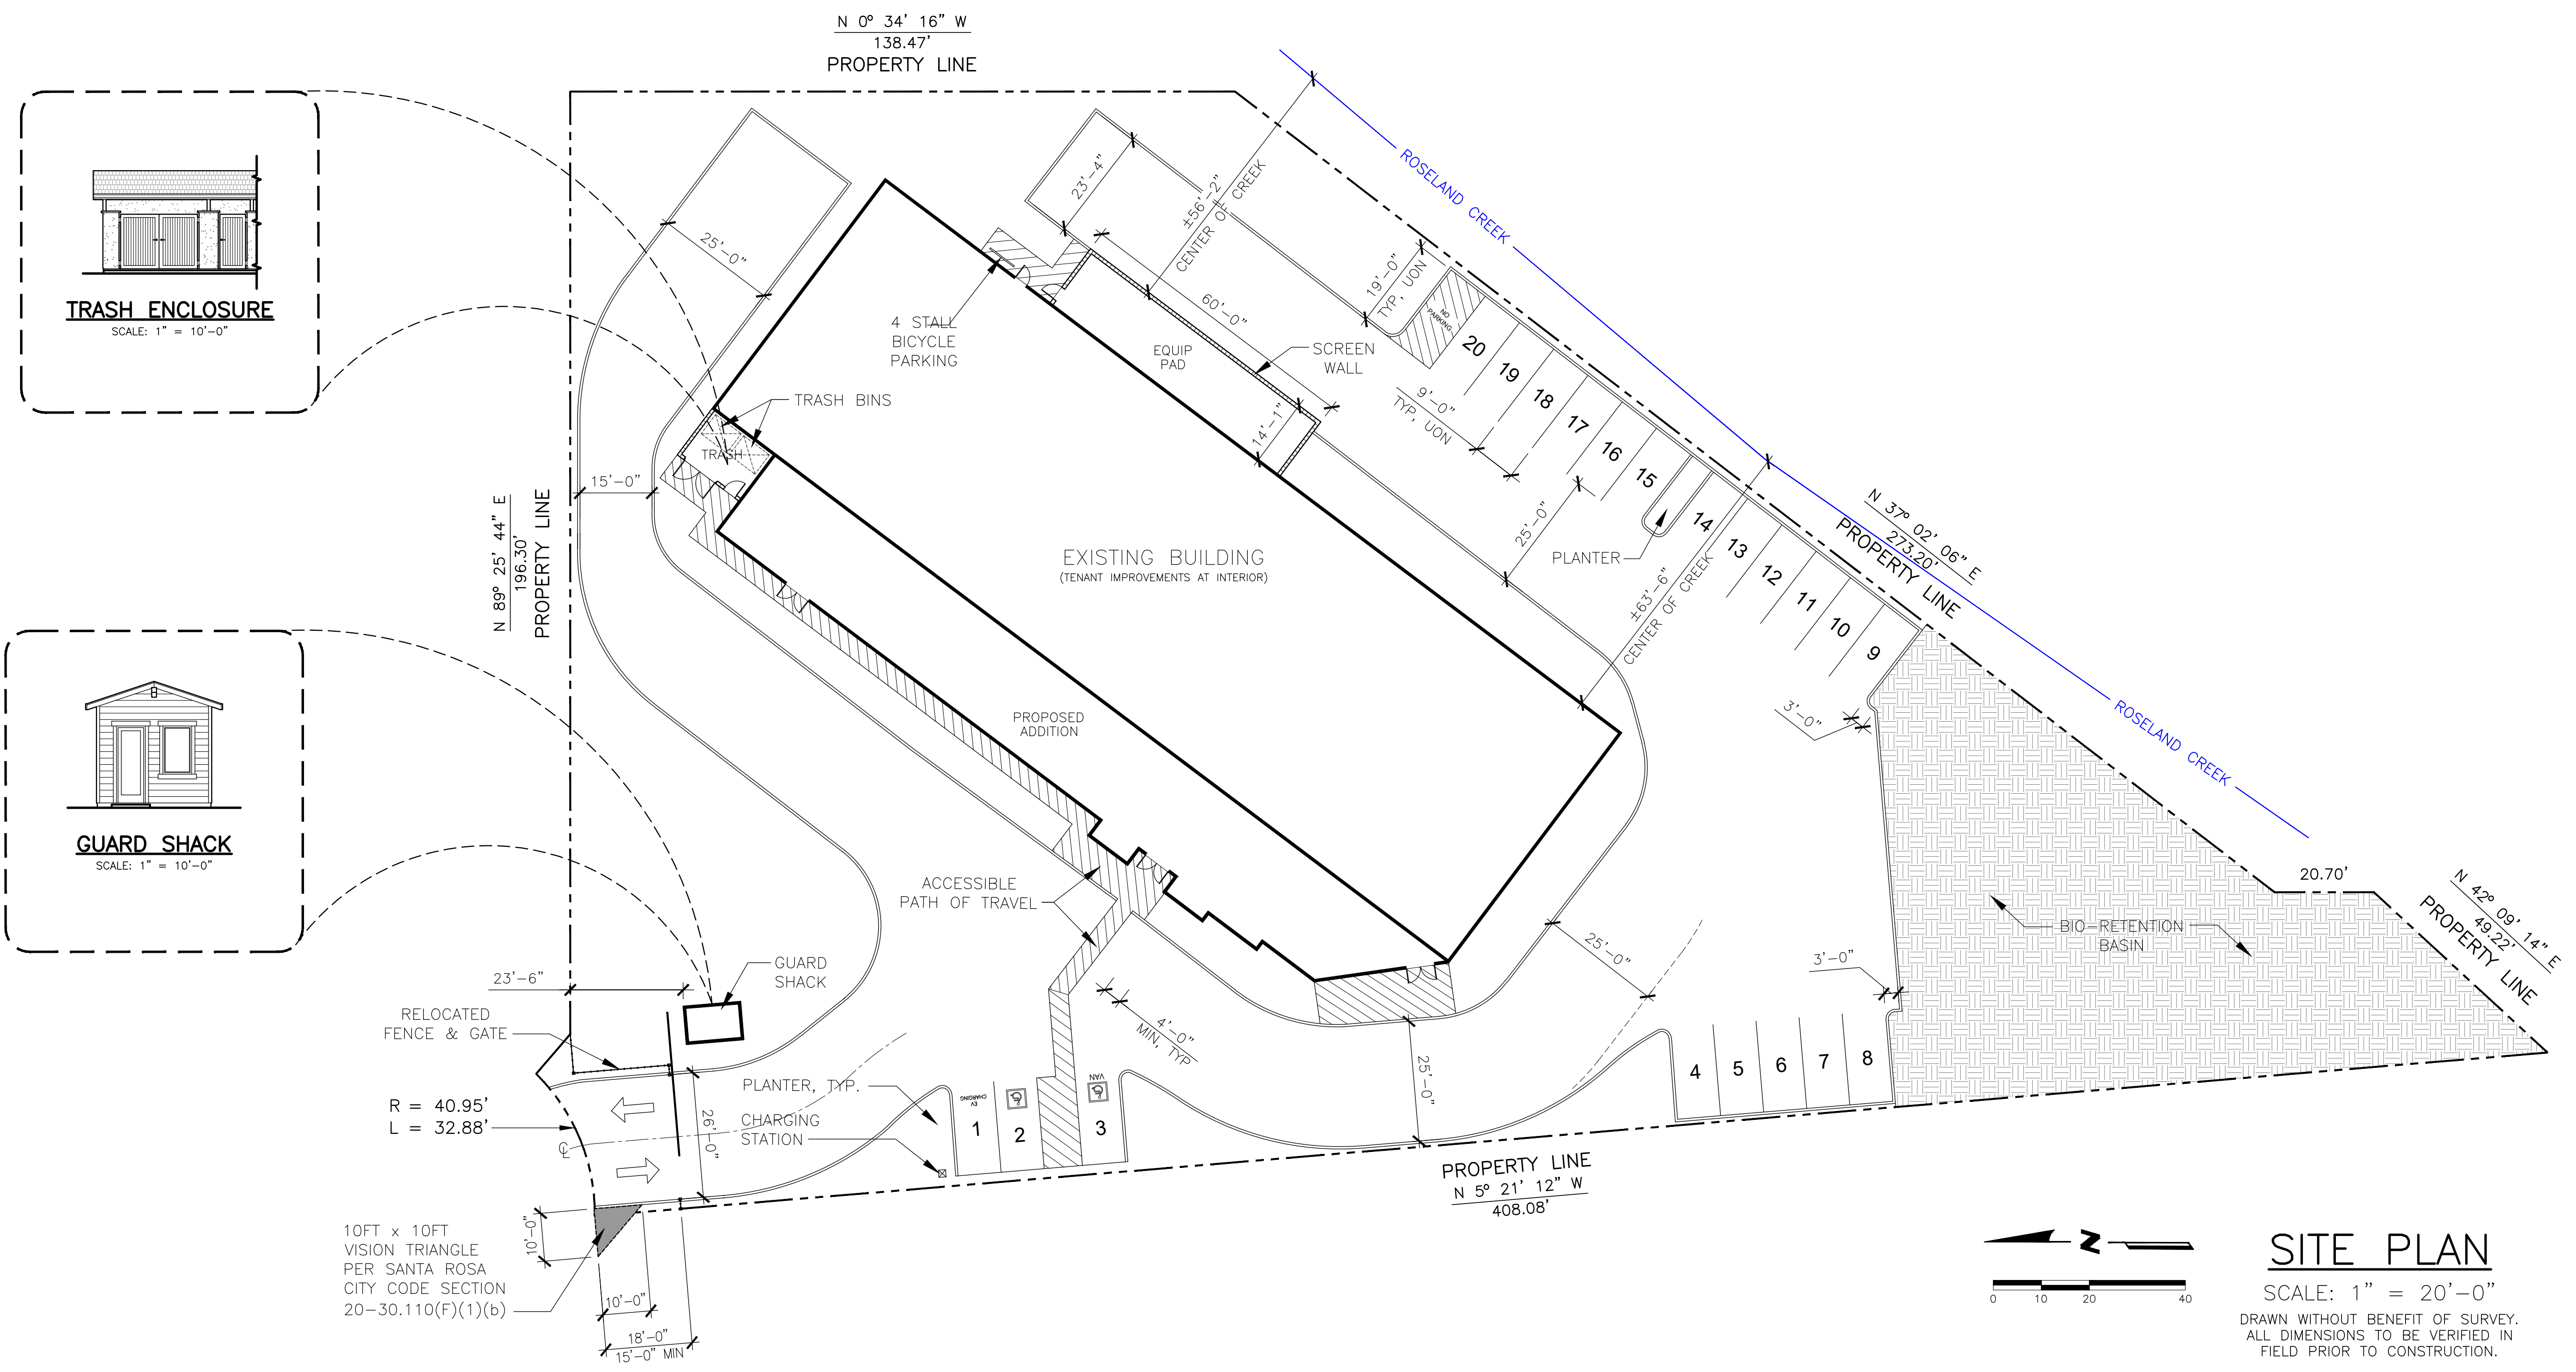 N 0° 34' 16" W
138.47'
PROPERTY LINE
TRASH ENCLOSURE
SCALE: 1" = 10'-0"
GUARD SHACK
SCALE: 1" = 10'-0"
N 89° 25' 44" E
196.30'
PROPERTY LINE
25'-0"
15'-0"
4 STALL
BICYCLE
PARKING
TRASH BINS
TRASH
23'-4"
±56'-2"
CENTER OF CREEK
60'-0"
EQUIP
PAD
SCREEN
WALL
14'-1"
19'-0"
TYP, UON
NO
PARKING
9'-0"
TYP, UON
ROSELAND CREEK
20
19
18
17
16
15
14
13
12
11
10
9
25'-0"
PLANTER
±63'-6"
CENTER OF CREEK
N 37° 02' 06" E
273.20'
PROPERTY LINE
3'-0"
ROSELAND CREEK
EXISTING BUILDING
(TENANT IMPROVEMENTS AT INTERIOR)
PROPOSED
ADDITION
ACCESSIBLE
PATH OF TRAVEL
20.70'
N 42° 09' 14" E
49.22'
PROPERTY LINE
BIO-RETENTION
BASIN
3'-0"
25'-0"
25'-0"
4'-0"
MIN, TYP
23'-6"
GUARD
SHACK
RELOCATED
FENCE & GATE
R = 40.95'
L = 32.88'
26'-0"
PLANTER, TYP.
CHARGING
STATION
EV
CHARGING
VAN
1
2
3
4
5
6
7
8
PROPERTY LINE
N 5° 21' 12" W
408.08'
10FT x 10FT
VISION TRIANGLE
PER SANTA ROSA
CITY CODE SECTION
20-30.110(F)(1)(b)
10'-0"
10'-0"
18'-0"
15'-0" MIN
N
0 10 20 40
SITE PLAN
SCALE: 1" = 20'-0"
DRAWN WITHOUT BENEFIT OF SURVEY.
ALL DIMENSIONS TO BE VERIFIED IN
FIELD PRIOR TO CONSTRUCTION.